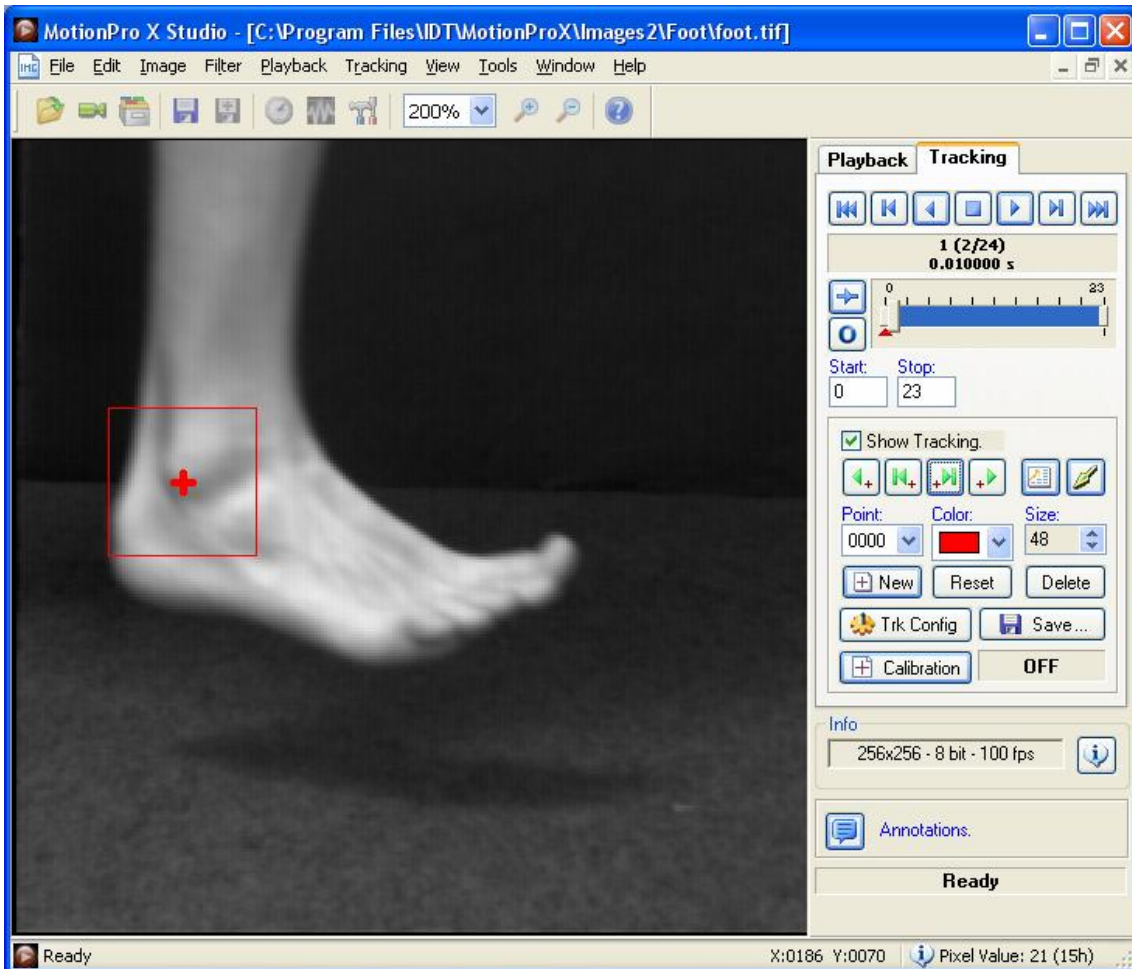 MotionPro X Studio - [C:\Program Files\IDT\MotionProX\Images2\Foot\foot.tif]
File Edit Image Filter Playback Tracking View Tools Window Help
200%
Playback Tracking
1 (2/24)
0.010000 s
0 23
Start: Stop:
0 23
Show Tracking.
Point: Color: Size:
0000 48
New Reset Delete
Trk Config Save...
Calibration OFF
Info
256x256 - 8 bit - 100 fps
Annotations.
Ready
Ready X:0186 Y:0070 Pixel Value: 21 (15h)